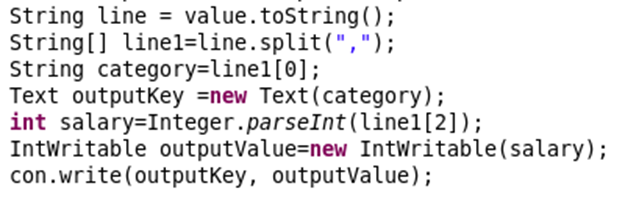 String line = value.toString();
String[] line1=line.split(",");
String category=line1[0];
Text outputKey =new Text(category);
int salary=Integer.parseInt(line1[2]);
IntWritable outputValue=new IntWritable(salary);
con.write(outputKey, outputValue);